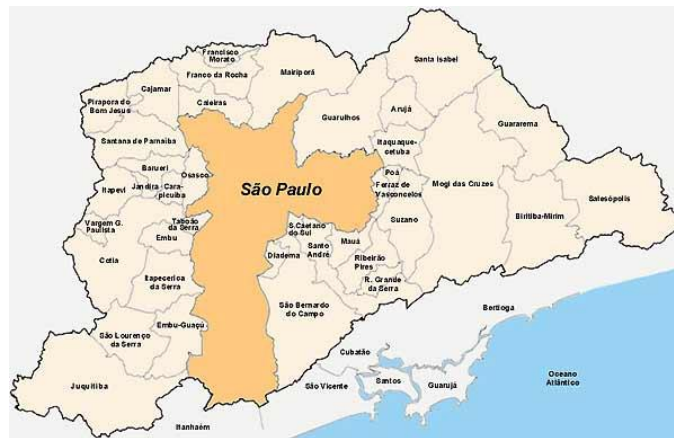 Francisco
Morato
Santa Isabel
Mairiporã
Franco da Rocha
Cajamar
Pirapora do
Bom Jesus
Caieiras
Guarulhos
Arujá
Guararema
Santana de Parnaíba
Itaquaque-
cetuba
Barueri
Osasco
Poá
Ferraz de
Vasconcelos
Mogi das Cruzes
Itapevi
Jandira
Cara-
picuíba
São Paulo
Salesópolis
Vargem G.
Paulista
Taboão
da Serra
Suzano
Biritiba-Mirim
S.Caetano
do Sul
Embu
Santo
André
Mauá
Cotia
Diadema
Ribeirão
Pires
Itapecerica
da Serra
R. Grande
da Serra
São Bernardo
do Campo
Bertioga
Embu-Guaçú
São Lourenço
da Serra
Cubatão
Juquitiba
São Vicente
Santos
Guarujá
Oceano
Atlântico
Itanhaém